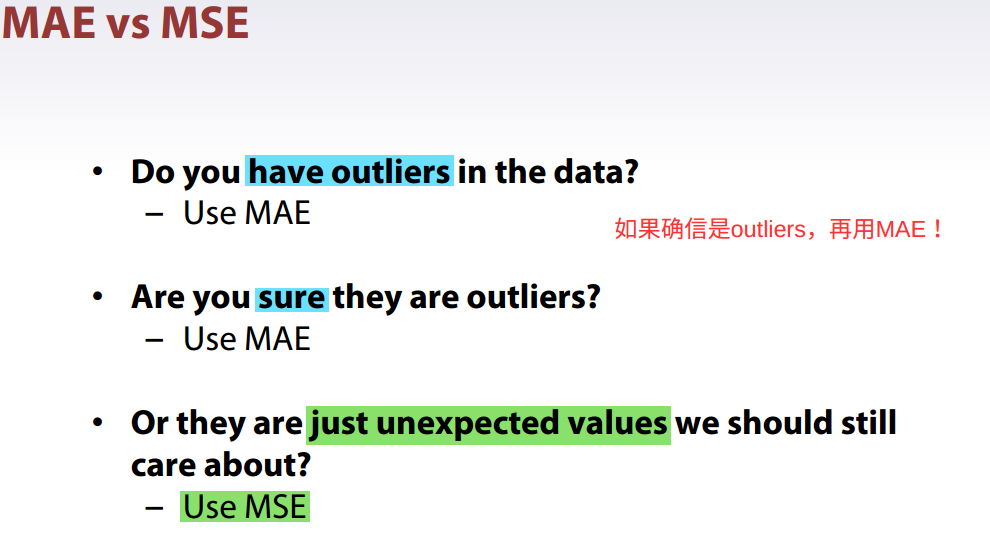 MAE vs MSE
• Do you have outliers in the data?
– Use MAE
如果确信是outliers，再用MAE！
• Are you sure they are outliers?
– Use MAE
• Or they are just unexpected values we should still
care about?
– Use MSE